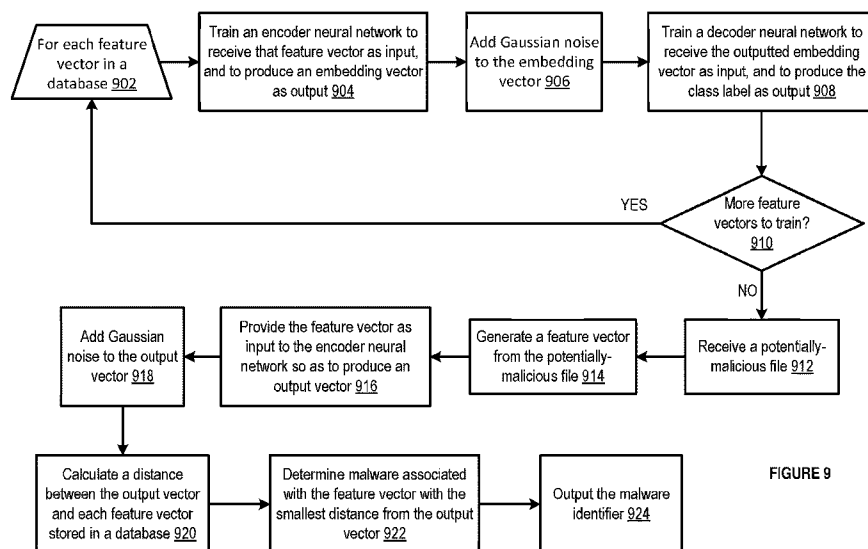 For each feature
vector in a
database 902
Train an encoder neural network to
receive that feature vector as input,
and to produce an embedding vector
as output 904
Add Gaussian noise
to the embedding
vector 906
Train a decoder neural network to
receive the outputted embedding
vector as input, and to produce the
class label as output 908
YES
More feature
vectors to train?
910
NO
Add Gaussian
noise to the output
vector 918
Provide the feature vector as
input to the encoder neural
network so as to produce an
output vector 916
Generate a feature vector
from the potentially-
malicious file 914
Receive a potentially-
malicious file 912
Calculate a distance
between the output vector
and each feature vector
stored in a database 920
Determine malware associated
with the feature vector with the
smallest distance from the output
vector 922
Output the malware
identifier 924
FIGURE 9